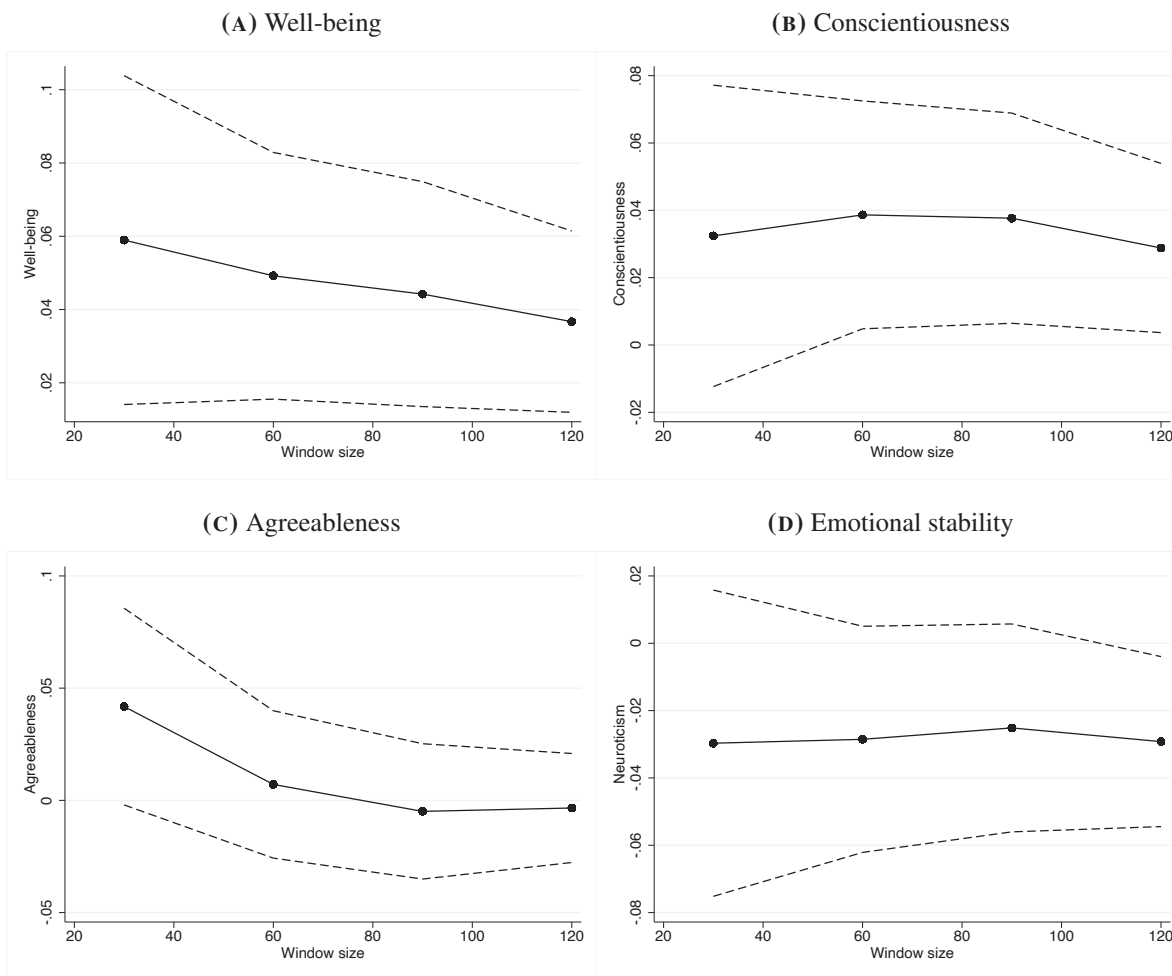 (A) Well-being
.1
.08
.06
.04
.02
Well-being
20 40 60 80 100 120
Window size
(B) Conscientiousness
.08
.06
.04
.02
0
-.02
Conscientiousness
20 40 60 80 100 120
Window size
(C) Agreeableness
.1
.05
0
-.05
Agreeableness
20 40 60 80 100 120
Window size
(D) Emotional stability
.02
0
-.02
-.04
-.06
-.08
Neuroticism
20 40 60 80 100 120
Window size